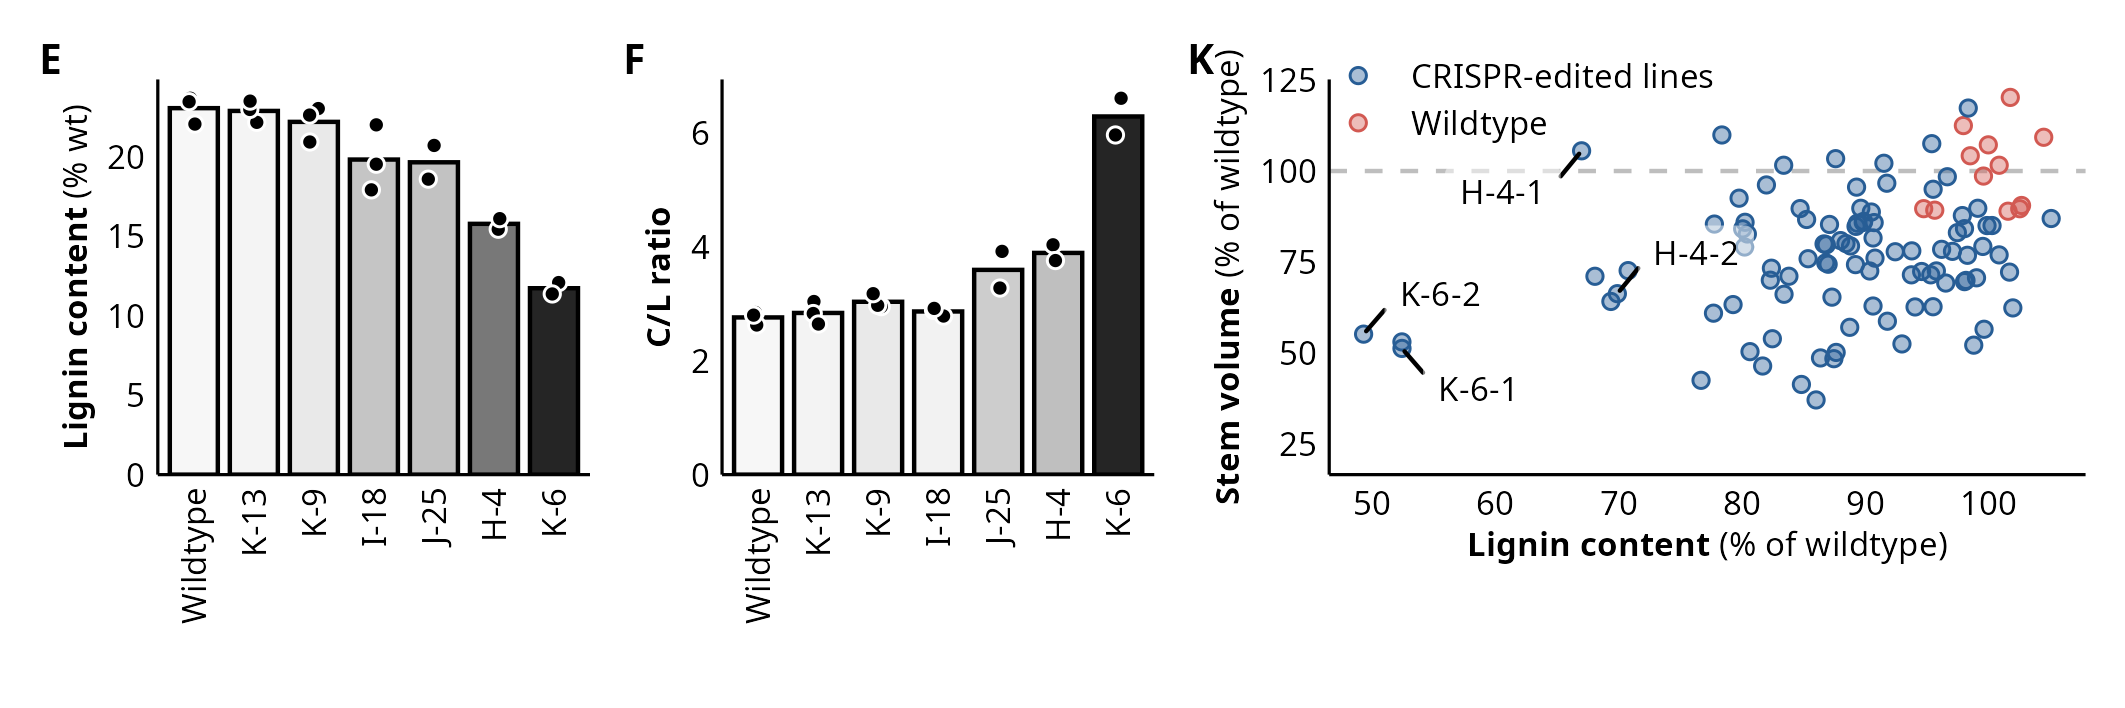 E
Lignin content (% wt)
20
15
10
5
0
Wildtype
K-13
K-9
I-18
J-25
H-4
K-6
F
C/L ratio
6
4
2
0
Wildtype
K-13
K-9
I-18
J-25
H-4
K-6
K
Stem volume (% of wildtype)
125
100
75
50
25
CRISPR-edited lines
Wildtype
H-4-1
H-4-2
K-6-2
K-6-1
50 60 70 80 90 100
Lignin content (% of wildtype)